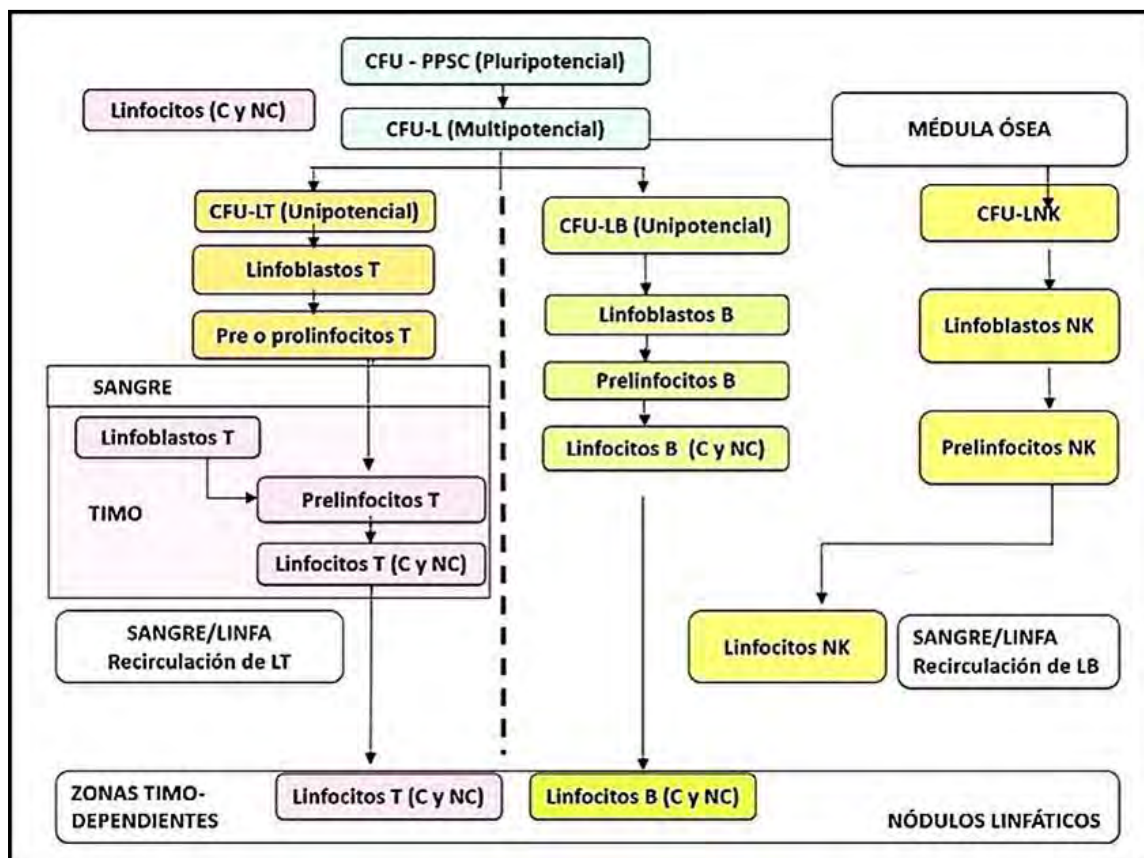 CFU - PPSC (Pluripotencial)
Linfocitos (C y NC)
CFU-L (Multipotencial)
MÉDULA ÓSEA
CFU-LT (Unipotencial)
Linfoblastos T
Pre o prolinfocitos T
SANGRE
Linfoblastos T
TIMO
Prelinfocitos T
Linfocitos T (C y NC)
SANGRE/LINFA
Recirculación de LT
CFU-LB (Unipotencial)
Linfoblastos B
Prelinfocitos B
Linfocitos B (C y NC)
CFU-LNK
Linfoblastos NK
Prelinfocitos NK
Linfocitos NK
SANGRE/LINFA
Recirculación de LB
ZONAS TIMO-
DEPENDIENTES
Linfocitos T (C y NC)
Linfocitos B (C y NC)
NÓDULOS LINFÁTICOS